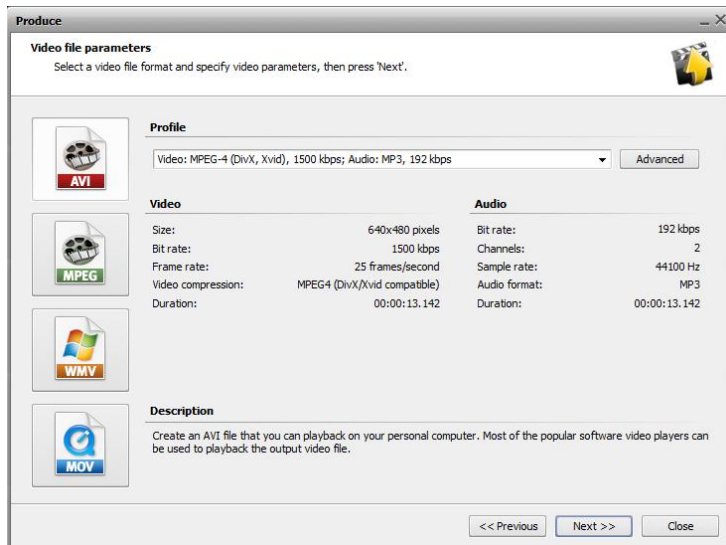 Produce
Video file parameters
Select a video file format and specify video parameters, then press 'Next'.
AVI
MPEG
WMV
MOV
Profile
Video: MPEG-4 (DivX, Xvid), 1500 kbps; Audio: MP3, 192 kbps
Advanced
Video
Size: 640x480 pixels
Bit rate: 1500 kbps
Frame rate: 25 frames/second
Video compression: MPEG4 (DivX/Xvid compatible)
Duration: 00:00:13.142
Audio
Bit rate: 192 kbps
Channels: 2
Sample rate: 44100 Hz
Audio format: MP3
Duration: 00:00:13.142
Description
Create an AVI file that you can playback on your personal computer. Most of the popular software video players can
be used to playback the output video file.
<< Previous
Next >>
Close